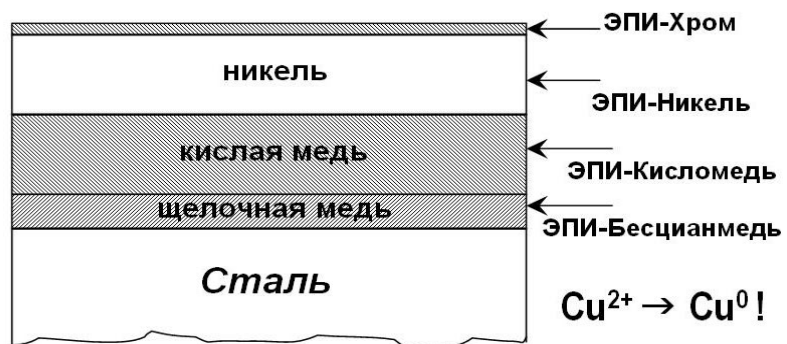 ЭПИ-Хром
никель
ЭПИ-Никель
кислая медь
ЭПИ-Кисломедь
щелочная медь
ЭПИ-Бесцианмедь
Сталь
Cu²⁺ → Cu⁰ !